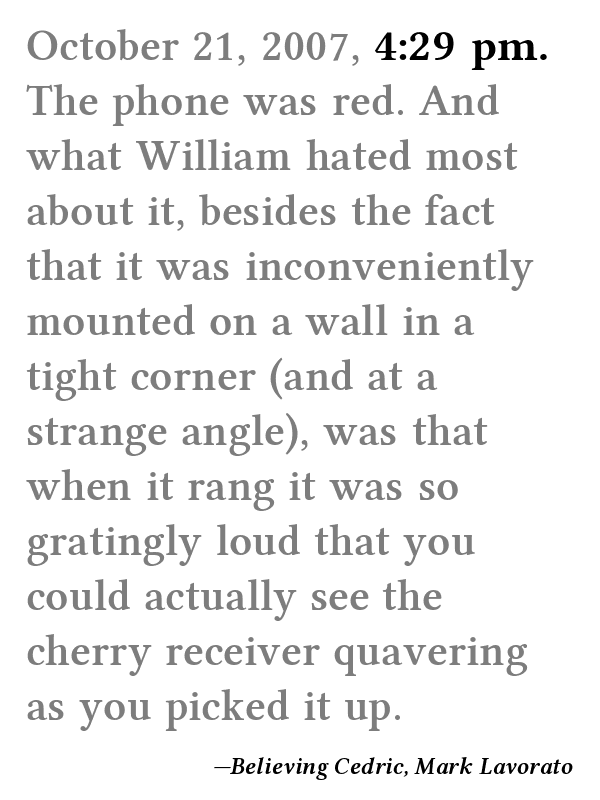 October 21, 2007, 4:29 pm.
The phone was red. And
what William hated most
about it, besides the fact
that it was inconveniently
mounted on a wall in a
tight corner (and at a
strange angle), was that
when it rang it was so
gratingly loud that you
could actually see the
cherry receiver quavering
as you picked it up.
—Believing Cedric, Mark Lavorato